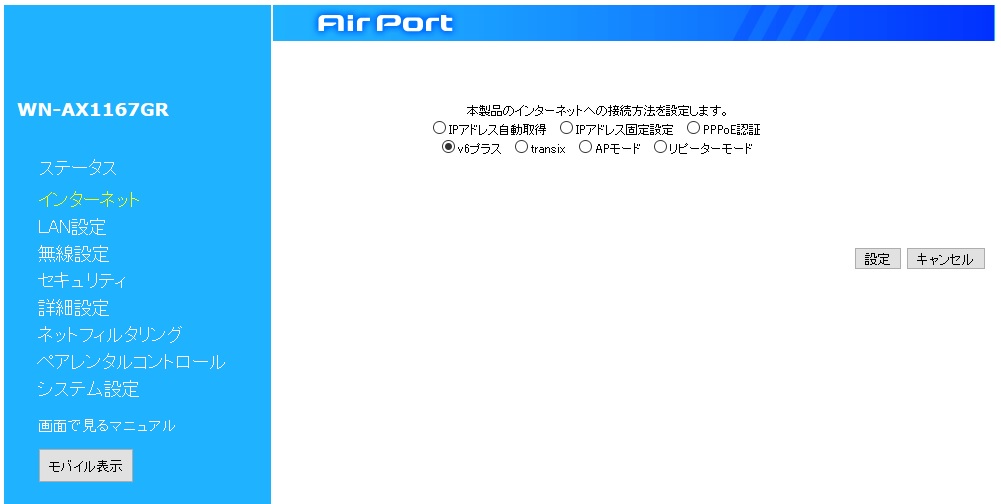 Air Port
WN-AX1167GR
本製品のインターネットへの接続方法を設定します。
IPアドレス自動取得 IPアドレス固定設定 PPPoE認証
v6プラス transix APモード リピーターモード
設定 キャンセル
ステータス
インターネット
LAN設定
無線設定
セキュリティ
詳細設定
ネットフィルタリング
ペアレンタルコントロール
システム設定
画面で見るマニュアル
モバイル表示